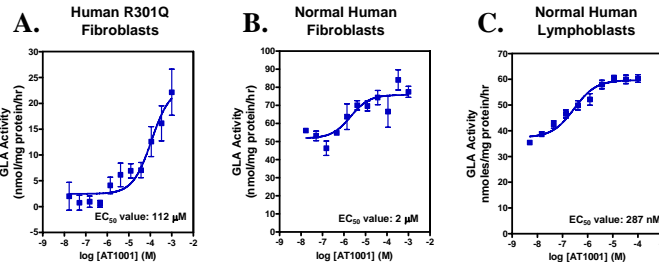 A.
Human R301Q
Fibroblasts
GLA Activity
(nmol/mg protein/hr)
30
25
20
15
10
5
0
EC50 value: 112 µM
-9 -8 -7 -6 -5 -4 -3 -2
log [AT1001] (M)
B.
Normal Human
Fibroblasts
GLA Activity
(nmol/mg protein/hr)
100
90
80
70
60
50
40
30
20
10
0
EC50 value: 2 µM
-9 -8 -7 -6 -5 -4 -3 -2
log [AT1001] (M)
C.
Normal Human
Lymphoblasts
GLA Activity
nmoles/mg protein/hr
70
60
50
40
30
20
10
0
EC50 value: 287 nM
-9 -8 -7 -6 -5 -4 -3
log [AT1001] (M)